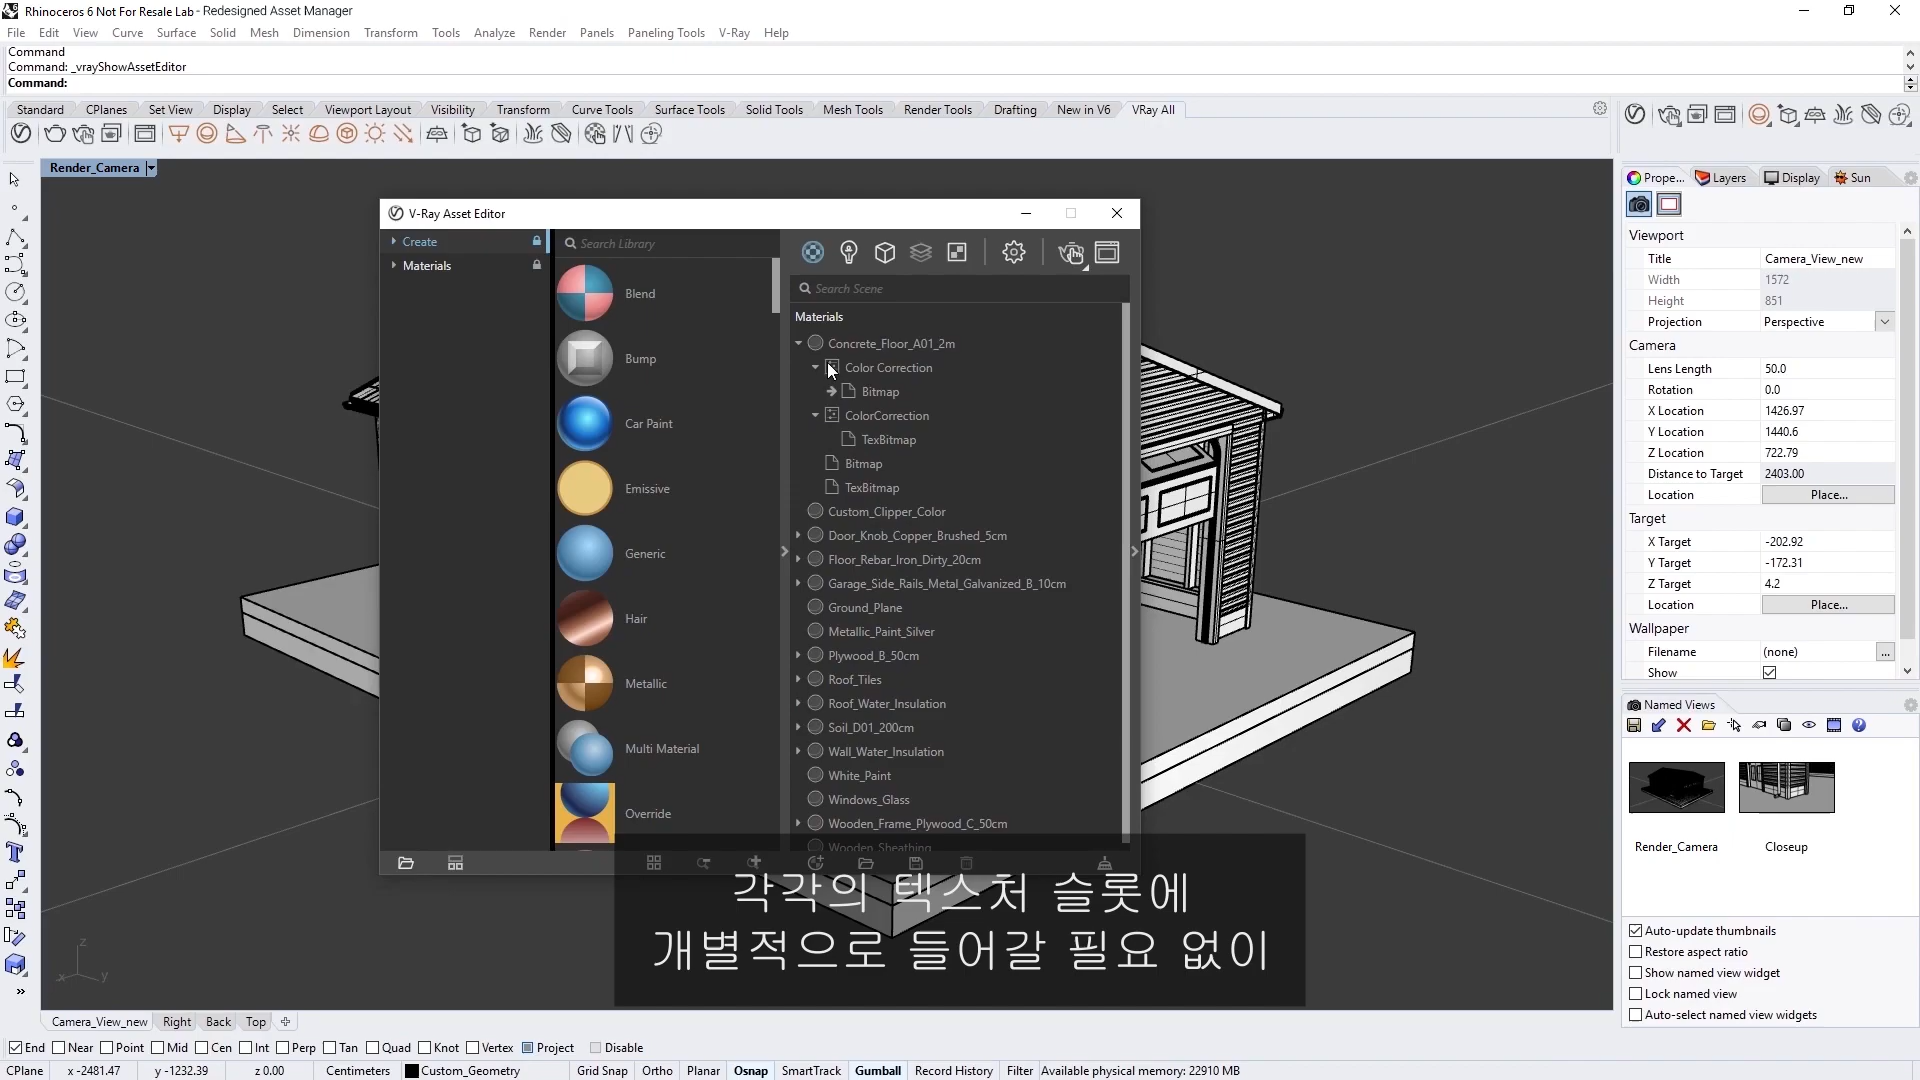 Rhinoceros 6 Not For Resale Lab - Redesigned Asset Manager
File Edit View Curve Surface Solid Mesh Dimension Transform Tools Analyze Render Panels Paneling Tools V-Ray Help
Command
Command: _vrayShowAssetEditor
Command:
Standard CPlanes Set View Display Select Viewport Layout Visibility Transform Curve Tools Surface Tools Solid Tools Mesh Tools Render Tools Drafting New in V6 VRay All
Render_Camera
V-Ray Asset Editor
Create
Materials
Search Library
Blend
Bump
Car Paint
Emissive
Generic
Hair
Metallic
Multi Material
Override
Search Scene
Materials
Concrete_Floor_A01_2m
Color Correction
Bitmap
ColorCorrection
TexBitmap
Bitmap
TexBitmap
Custom_Clipper_Color
Door_Knob_Copper_Brushed_5cm
Floor_Rebar_Iron_Dirty_20cm
Garage_Side_Rails_Metal_Galvanized_B_10cm
Ground_Plane
Metallic_Paint_Silver
Plywood_B_50cm
Roof_Tiles
Roof_Water_Insulation
Soil_D01_200cm
Wall_Water_Insulation
White_Paint
Windows_Glass
Wooden_Frame_Plywood_C_50cm
Wooden_Sheathing
각각의 텍스처 슬롯에
개별적으로 들어갈 필요 없이
z
x y
Prope... Layers Display Sun
Viewport
Title Camera_View_new
Width 1572
Height 851
Projection Perspective
Camera
Lens Length 50.0
Rotation 0.0
X Location 1426.97
Y Location 1440.6
Z Location 722.79
Distance to Target 2403.00
Location Place...
Target
X Target -202.92
Y Target -172.31
Z Target 4.2
Location Place...
Wallpaper
Filename (none) ...
Show
Named Views
Render_Camera Closeup
Auto-update thumbnails
Restore aspect ratio
Show named view widget
Lock named view
Auto-select named view widgets
Camera_View_new Right Back Top
End Near Point Mid Cen Int Perp Tan Quad Knot Vertex Project Disable
CPlane x -2481.47 y -1232.39 z 0.00 Centimeters Custom_Geometry Grid Snap Ortho Planar Osnap SmartTrack Gumball Record History Filter Available physical memory: 22910 MB